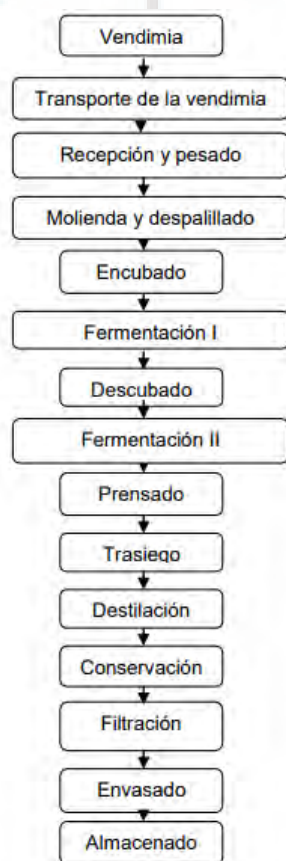 Vendimia
Transporte de la vendimia
Recepción y pesado
Molienda y despalillado
Encubado
Fermentación I
Descubado
Fermentación II
Prensado
Trasiego
Destilación
Conservación
Filtración
Envasado
Almacenado